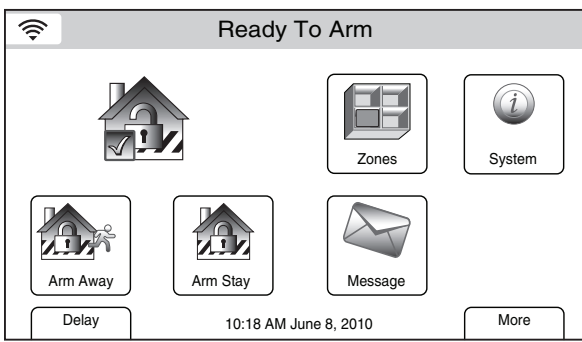 Ready To Arm
Zones
System
Arm Away
Arm Stay
Message
Delay
10:18 AM June 8, 2010
More